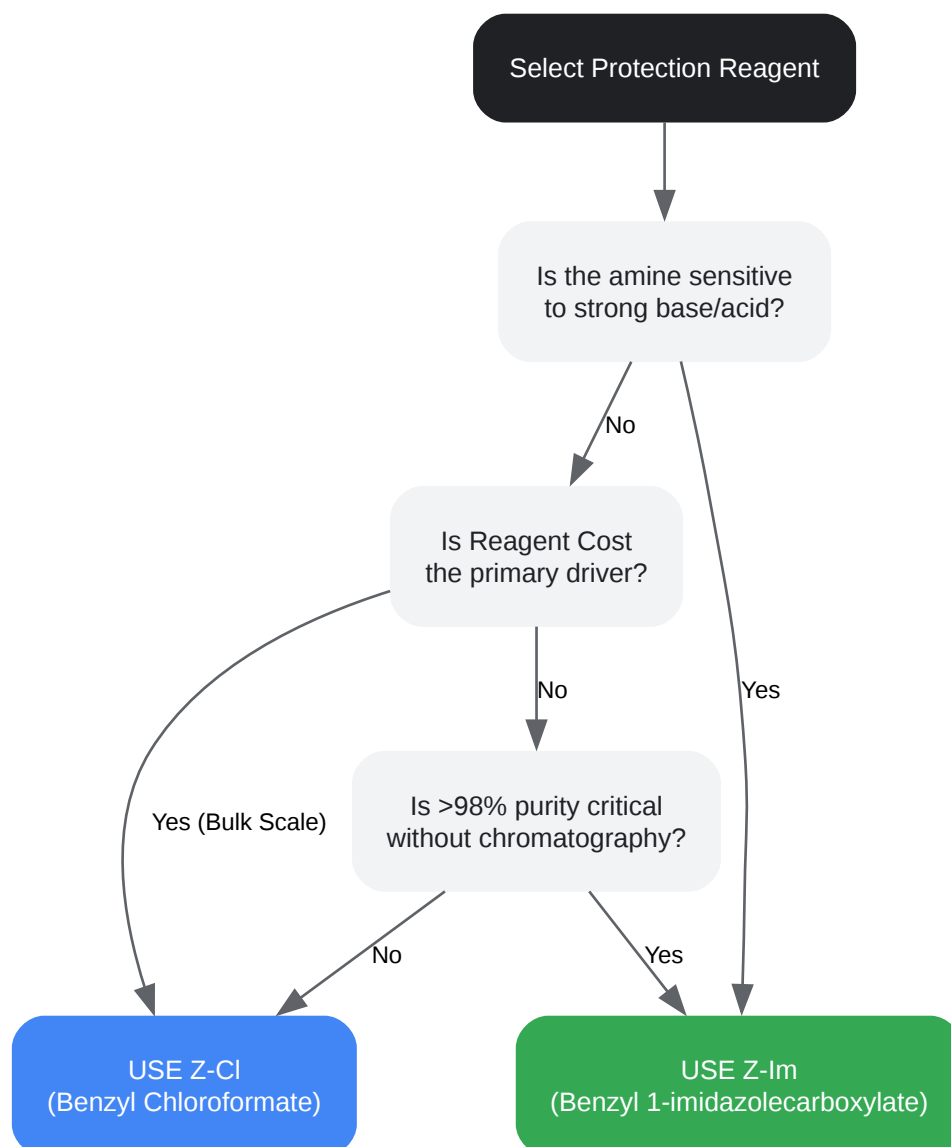 Select Protection Reagent
Is the amine sensitive
to strong base/acid?
No
Is Reagent Cost
the primary driver?
No
Yes
Is >98% purity critical
without chromatography?
Yes (Bulk Scale)
No
Yes
USE Z-Cl
(Benzyl Chloroformate)
USE Z-Im
(Benzyl 1-imidazolecarboxylate)